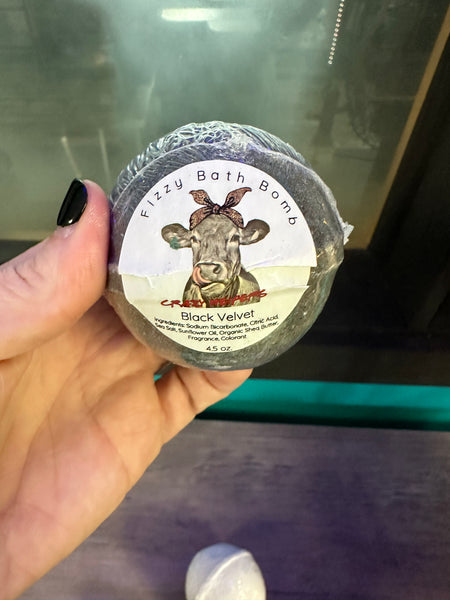 Fizzy Bath Bomb
CRAZY
Black Velvet
Ingredients: Sodium Bicarbonate, Citric Acid,
Sea Salt, Sunflower Oil, Organic Shea Butter,
Fragrance, Colorant
4.5 oz.